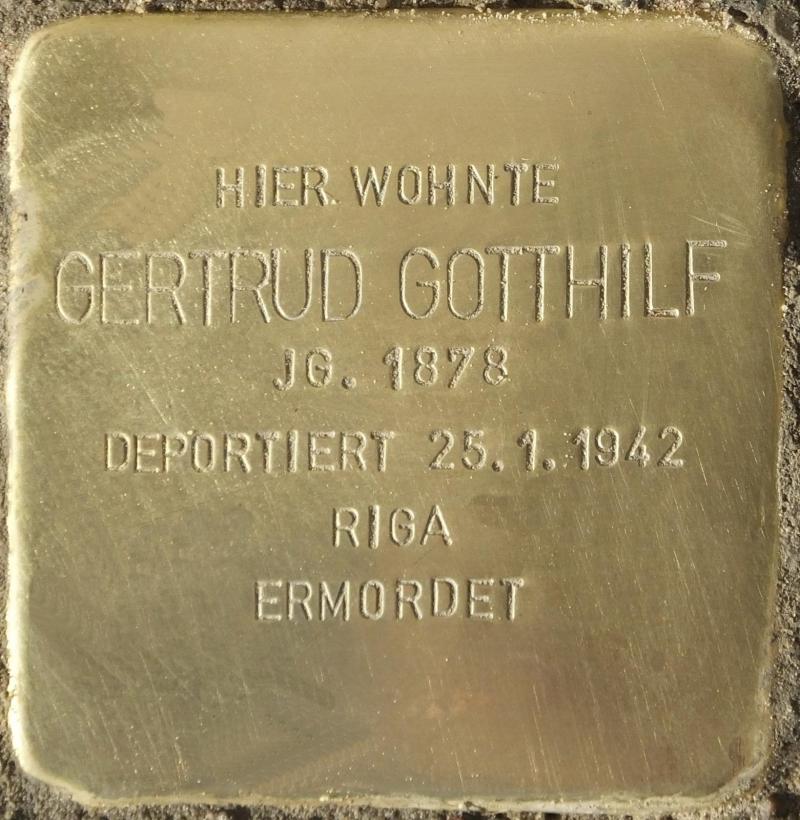 HIER WOHNTE
GERTRUD GOTTHILF
JG. 1878
DEPORTIERT 25.1.1942
RIGA
ERMORDET